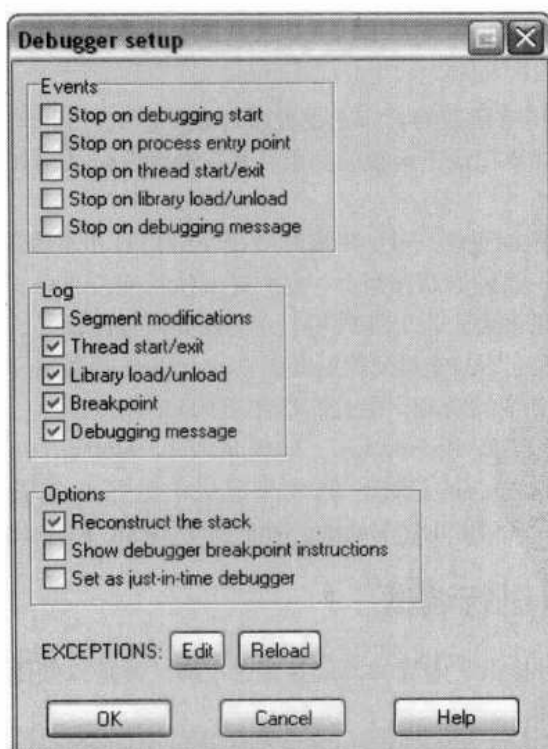 Debugger setup
Events
Stop on debugging start
Stop on process entry point
Stop on thread start/exit
Stop on library load/unload
Stop on debugging message
Log
Segment modifications
Thread start/exit
Library load/unload
Breakpoint
Debugging message
Options
Reconstruct the stack
Show debugger breakpoint instructions
Set as just-in-time debugger
EXCEPTIONS: Edit Reload
OK Cancel Help